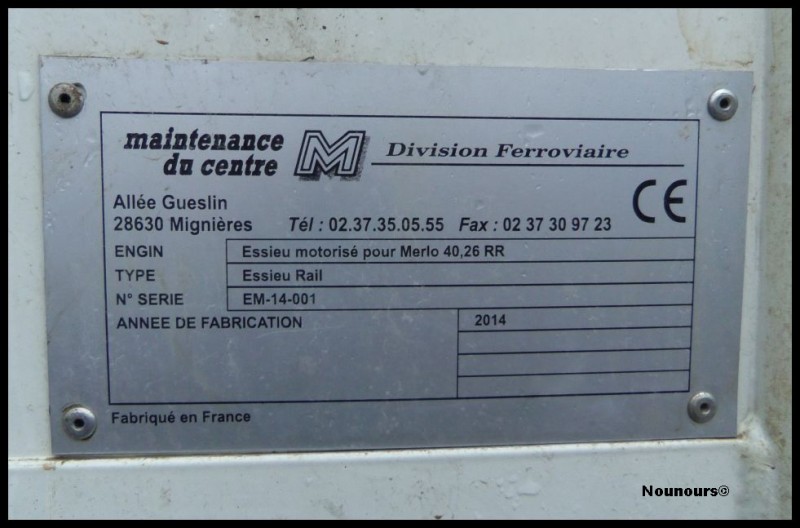 maintenance
du centre
M
Division Ferroviaire
Allée Gueslin
28630 Mignières Tél : 02.37.35.05.55 Fax : 02 37 30 97 23
CE
ENGIN Essieu motorisé pour Merlo 40,26 RR
TYPE Essieu Rail
N° SERIE EM-14-001
ANNEE DE FABRICATION 2014
Fabriqué en France
Nounours©